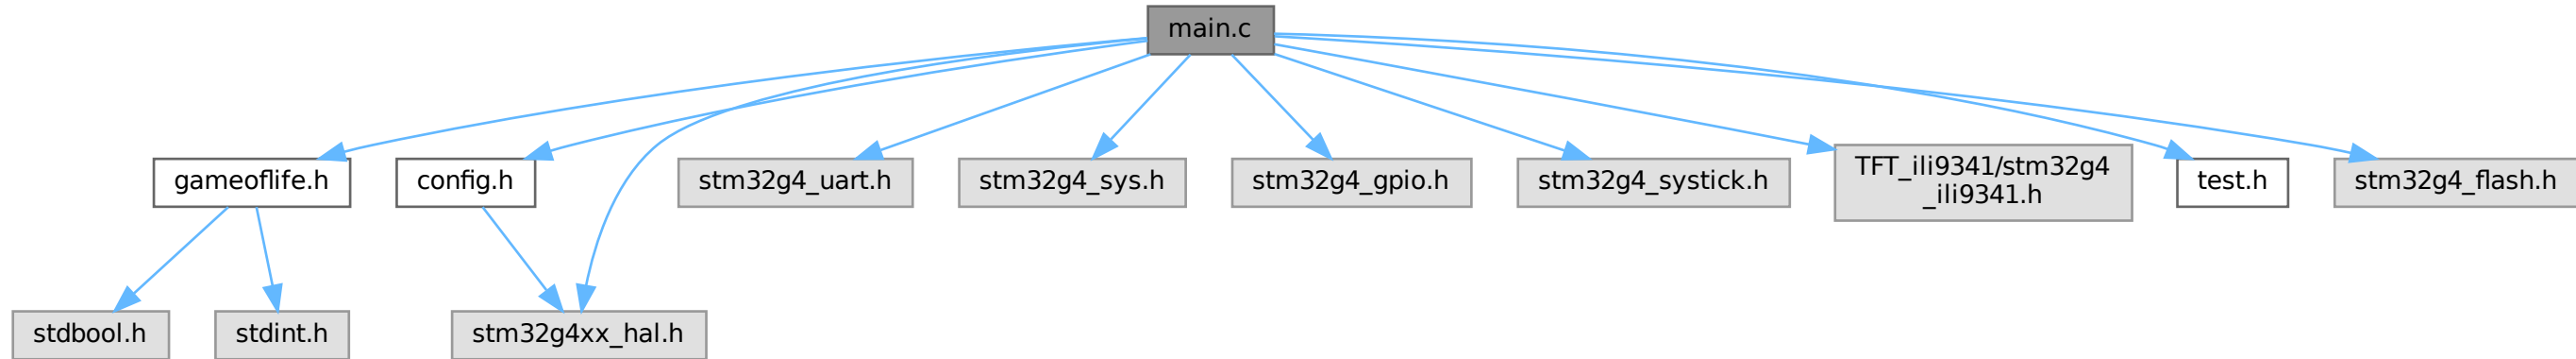 main.c
gameoflife.h
config.h
stm32g4_uart.h
stm32g4_sys.h
stm32g4_gpio.h
stm32g4_systick.h
TFT_ili9341/stm32g4
_ili9341.h
test.h
stm32g4_flash.h
stdbool.h
stdint.h
stm32g4xx_hal.h